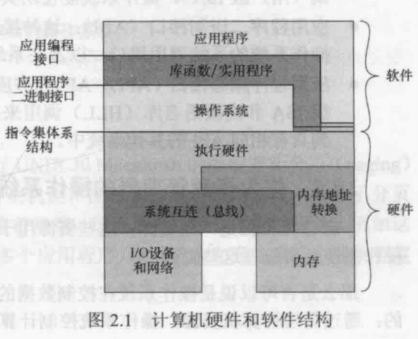 应用编程
接口
应用程序
二进制接口
指令集体系
结构
应用程序
库函数/实用程序
操作系统
执行硬件
系统互连（总线）
内存地址
转换
I/O设备
和网络
内存
软件
硬件
图2.1 计算机硬件和软件结构